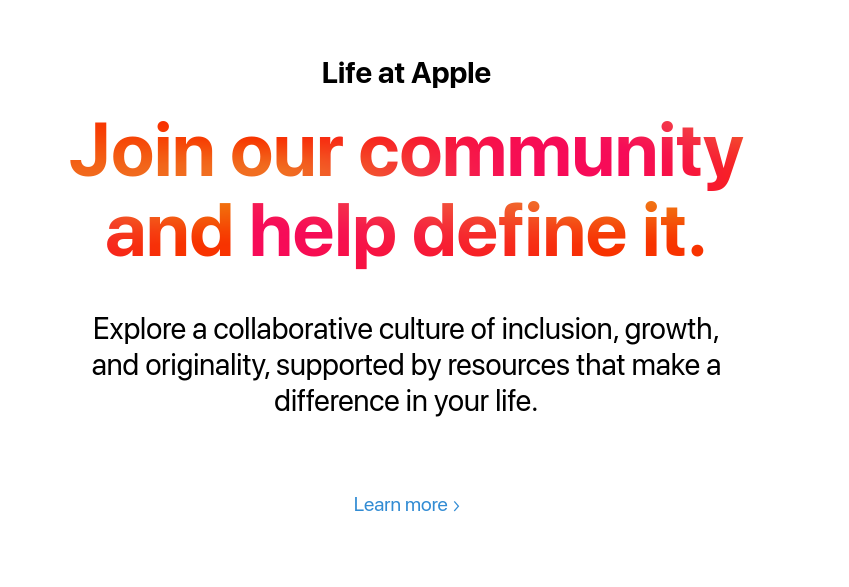 Life at Apple
Join our community
and help define it.
Explore a collaborative culture of inclusion, growth,
and originality, supported by resources that make a
difference in your life.
Learn more ›